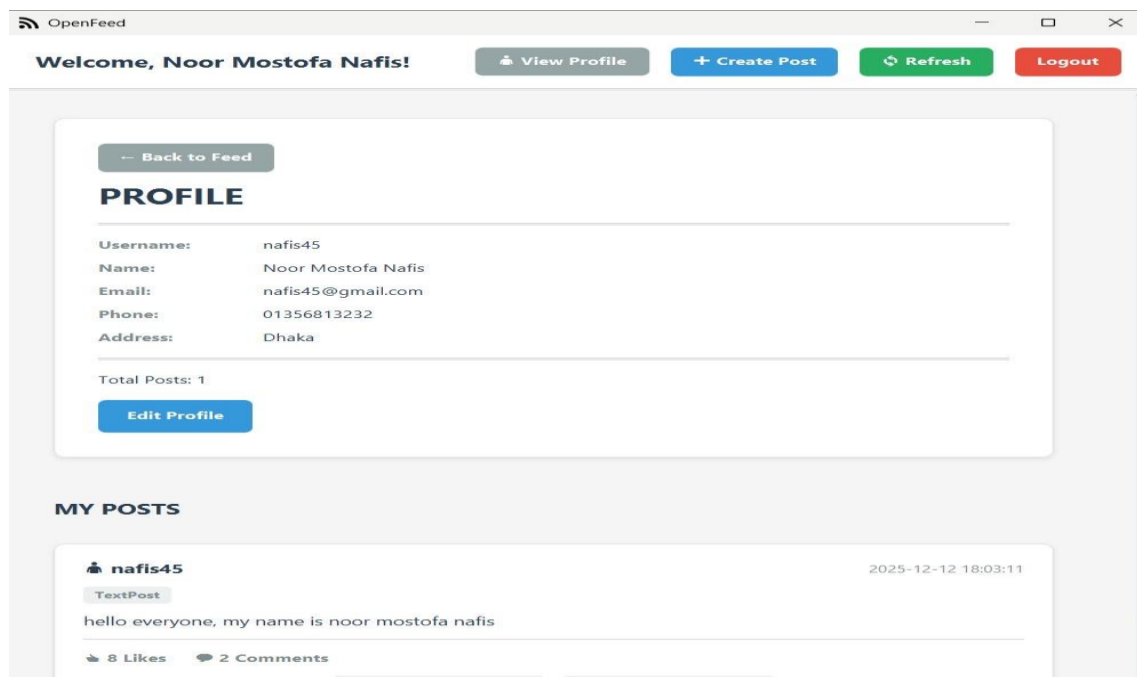 OpenFeed
Welcome, Noor Mostofa Nafis!
View Profile
+ Create Post
Refresh
Logout
← Back to Feed
PROFILE
Username: nafis45
Name: Noor Mostofa Nafis
Email: nafis45@gmail.com
Phone: 01356813232
Address: Dhaka
Total Posts: 1
Edit Profile
MY POSTS
nafis45 2025-12-12 18:03:11
TextPost
hello everyone, my name is noor mostofa nafis
8 Likes 2 Comments